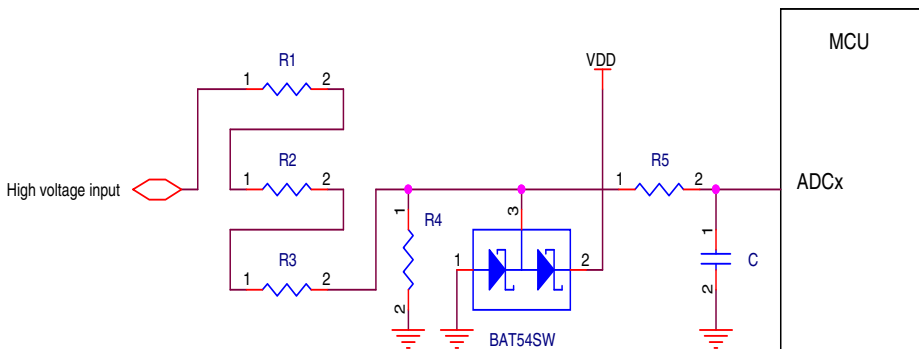 MCU
R1
VDD
1 2
R2
R5
High voltage input
1 2
1 2
ADCx
1
3
R4
R3
1 2
1 2
1
C
2
2
BAT54SW